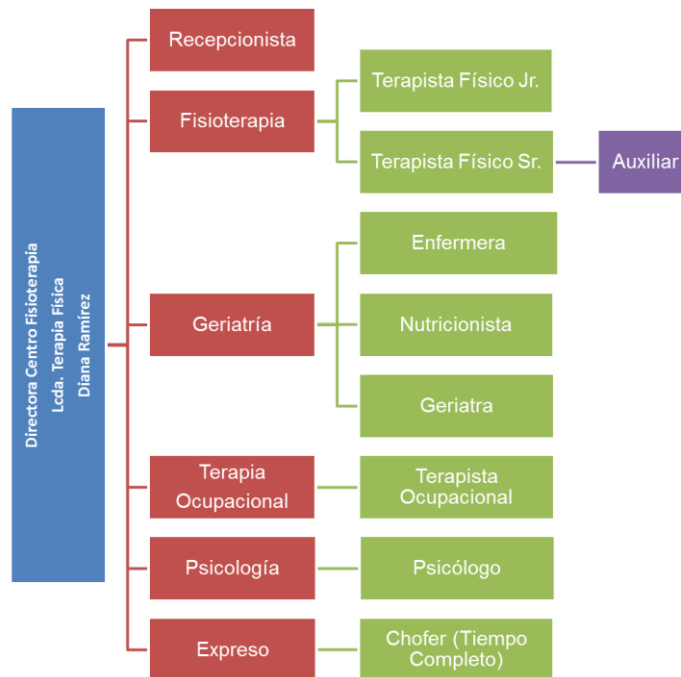 Directora Centro Fisioterapia
Lcda. Terapia Física
Diana Ramírez
Recepcionista
Fisioterapia
Terapista Físico Jr.
Terapista Físico Sr.
Auxiliar
Geriatría
Enfermera
Nutricionista
Geriatra
Terapia
Ocupacional
Terapista
Ocupacional
Psicología
Psicólogo
Expreso
Chofer (Tiempo
Completo)